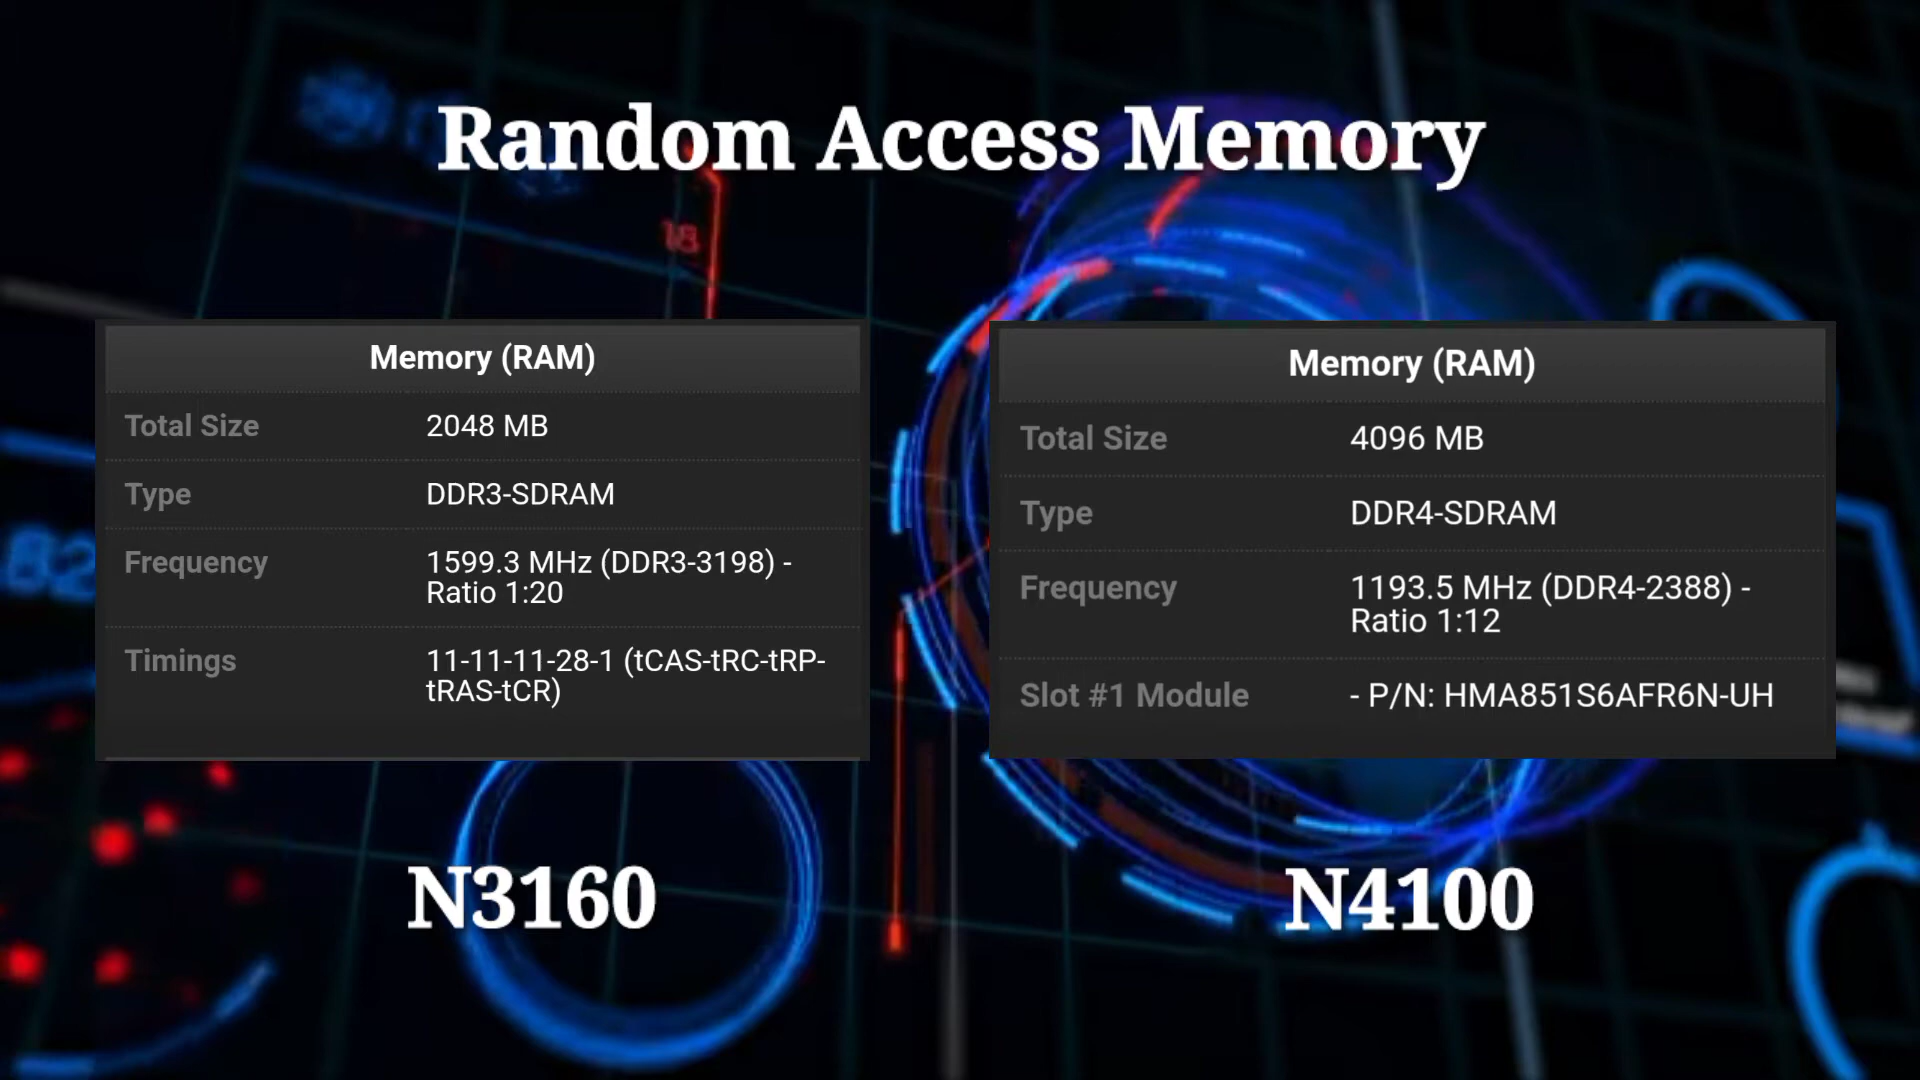 Random Access Memory
18
Memory (RAM)
Total Size 2048 MB
Type DDR3-SDRAM
Frequency 1599.3 MHz (DDR3-3198) -
Ratio 1:20
Timings 11-11-11-28-1 (tCAS-tRC-tRP-
tRAS-tCR)
Memory (RAM)
Total Size 4096 MB
Type DDR4-SDRAM
Frequency 1193.5 MHz (DDR4-2388) -
Ratio 1:12
Slot #1 Module - P/N: HMA851S6AFR6N-UH
82
N3160
N4100